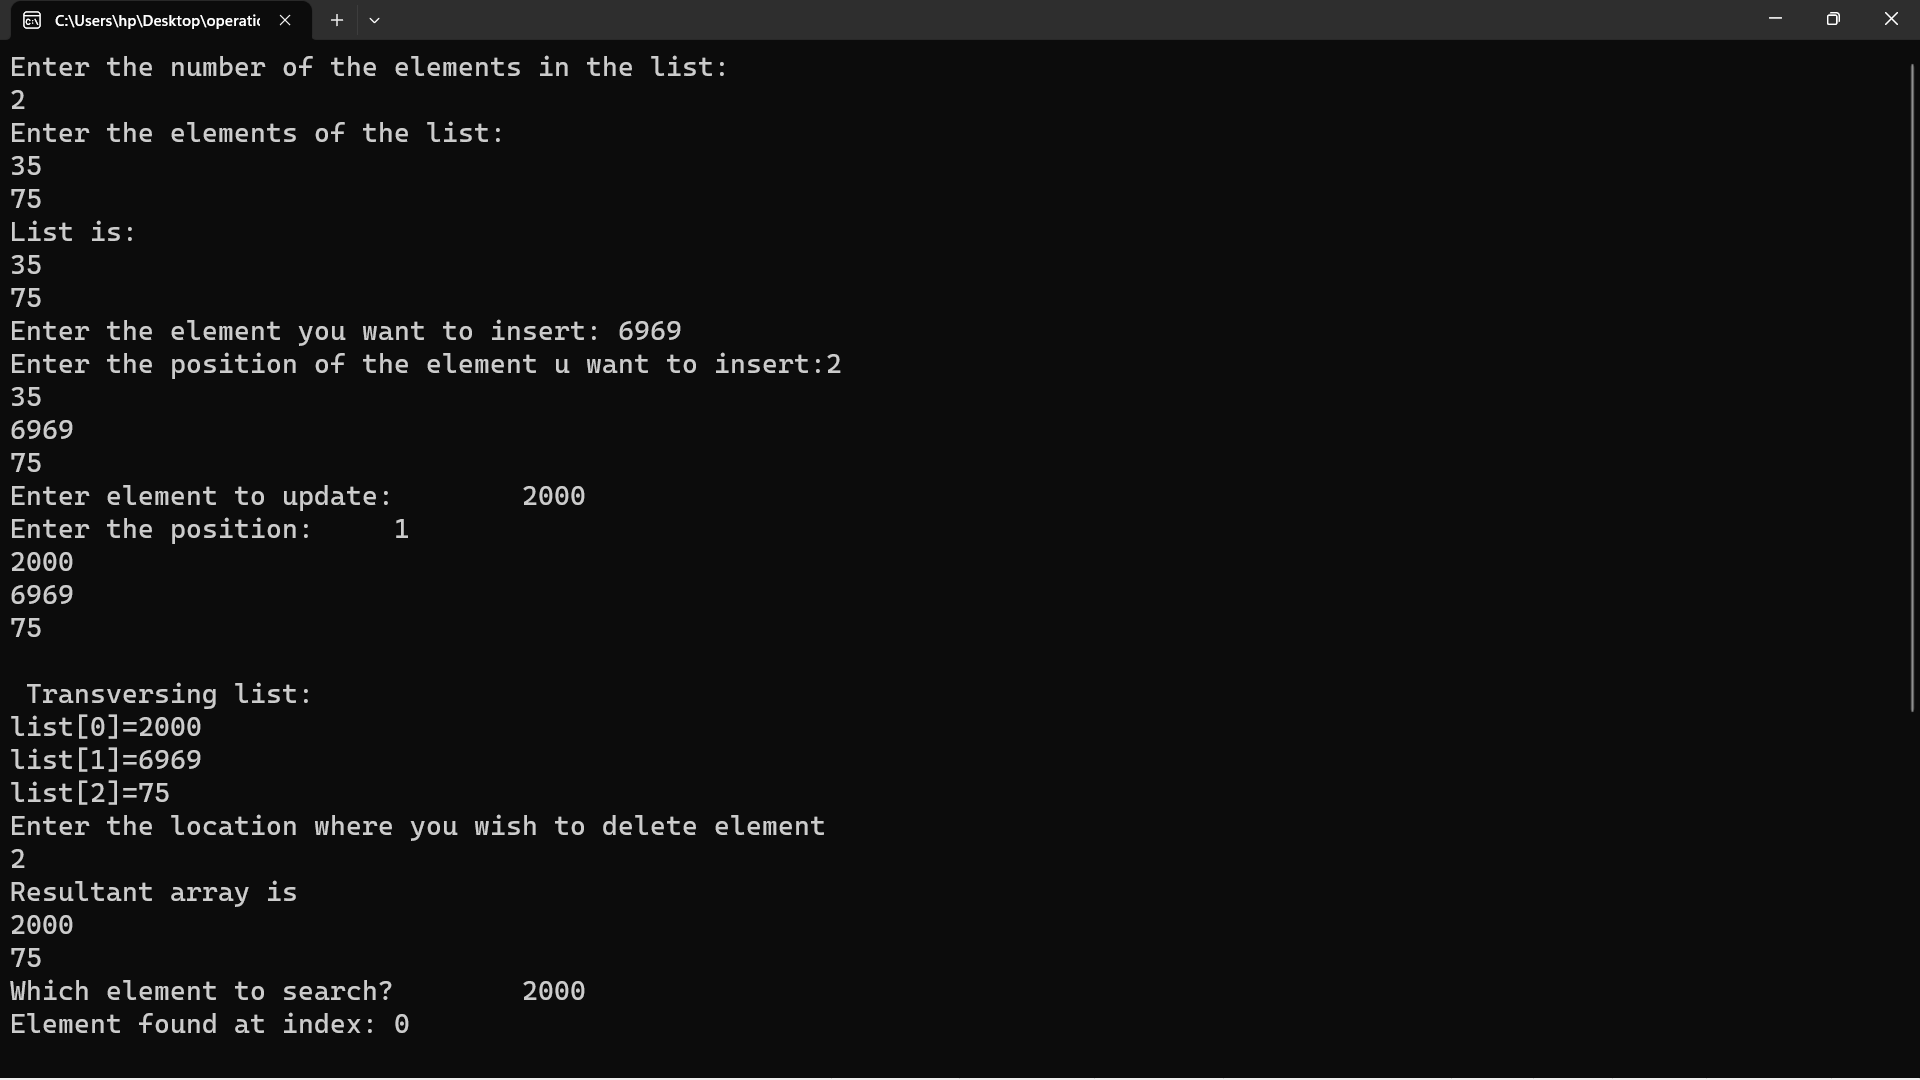 C:\Users\hp\Desktop\operatic
Enter the number of the elements in the list:
2
Enter the elements of the list:
35
75
List is:
35
75
Enter the element you want to insert: 6969
Enter the position of the element u want to insert:2
35
6969
75
Enter element to update:        2000
Enter the position:     1
2000
6969
75
 Transversing list:
list[0]=2000
list[1]=6969
list[2]=75
Enter the location where you wish to delete element
2
Resultant array is
2000
75
Which element to search?        2000
Element found at index: 0